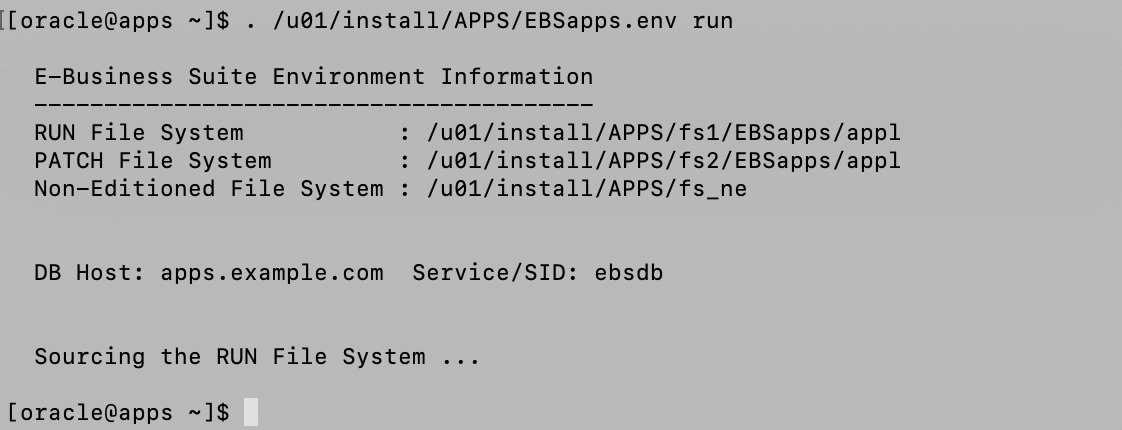 [[oracle@apps ~]$ . /u01/install/APPS/EBSapps.env run
E-Business Suite Environment Information
----------------------------------------
RUN File System           : /u01/install/APPS/fs1/EBSapps/appl
PATCH File System         : /u01/install/APPS/fs2/EBSapps/appl
Non-Editioned File System : /u01/install/APPS/fs_ne
DB Host: apps.example.com  Service/SID: ebsdb
Sourcing the RUN File System ...
[oracle@apps ~]$